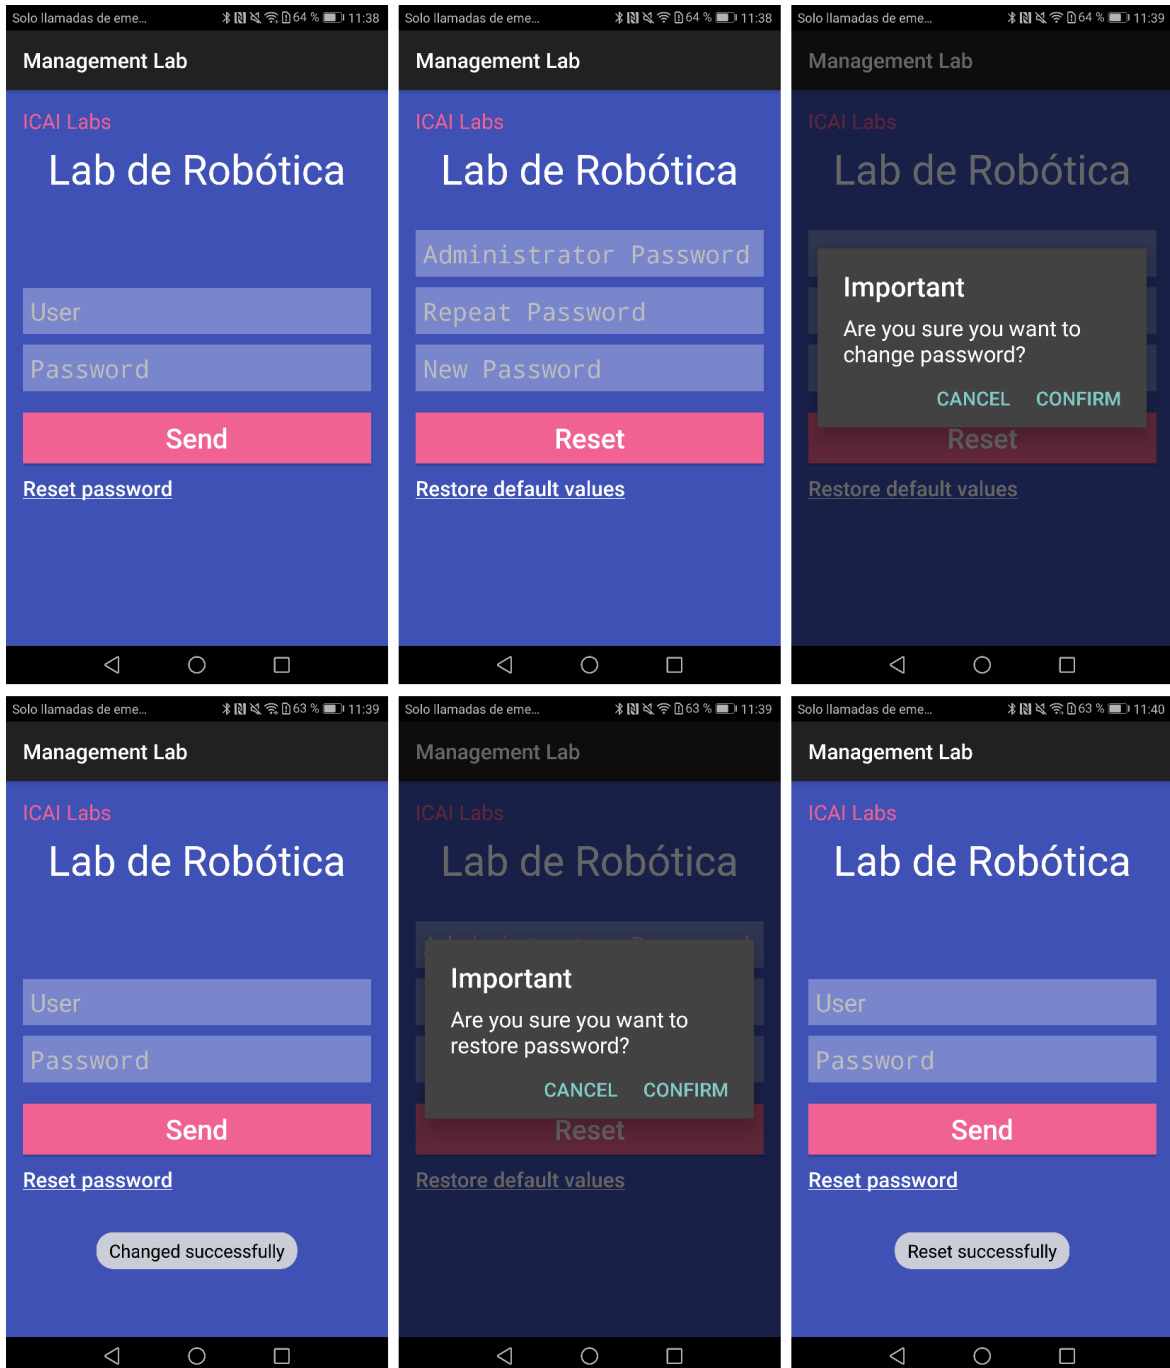 Solo llamadas de eme... 64 % 11:38
Management Lab
ICAI Labs
Lab de Robótica
User
Password
Send
Reset password
Solo llamadas de eme... 64 % 11:38
Management Lab
ICAI Labs
Lab de Robótica
Administrator Password
Repeat Password
New Password
Reset
Restore default values
Solo llamadas de eme... 64 % 11:39
Management Lab
ICAI Labs
Lab de Robótica
Important
Are you sure you want to
change password?
CANCEL CONFIRM
Reset
Restore default values
Solo llamadas de eme... 63 % 11:39
Management Lab
ICAI Labs
Lab de Robótica
User
Password
Send
Reset password
Changed successfully
Solo llamadas de eme... 63 % 11:39
Management Lab
ICAI Labs
Lab de Robótica
Important
Are you sure you want to
restore password?
CANCEL CONFIRM
Reset
Restore default values
Solo llamadas de eme... 63 % 11:40
Management Lab
ICAI Labs
Lab de Robótica
User
Password
Send
Reset password
Reset successfully